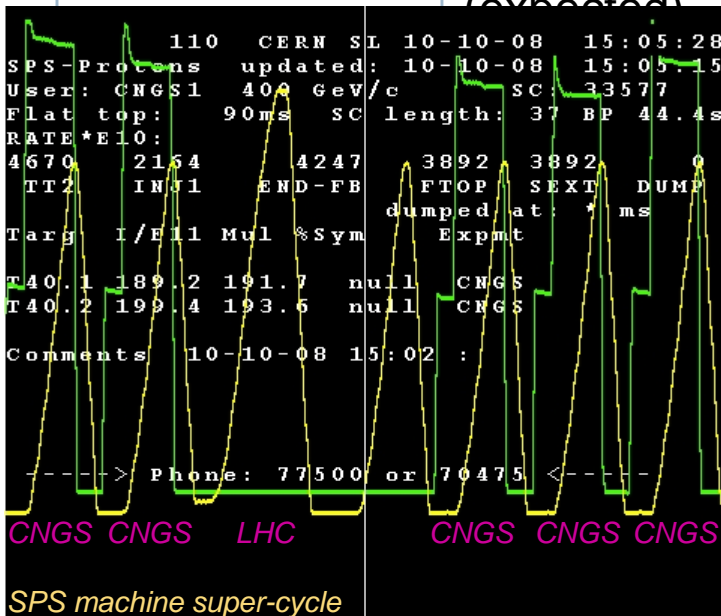 (expected)
110 CERN SL 10-10-08 15:05:28
SPS-Protons updated: 10-10-08 15:05:15
User: CNGS1 400 GeV/c SC: 33577
Flat top: 90ms SC length: 37 BP 44.4s
RATE*E10:
4670 2164 4247 3892 3892 0
TT2 INJ1 END-FB FTOP SEXT DUMP
dumped at: * ms
Targ I/E11 Mul %Sym Expmt
T40.1 189.2 191.7 null CNGS
T40.2 199.4 193.6 null CNGS
Comments 10-10-08 15:02 :
-----> Phone: 77500 or 70475 <-----
CNGS CNGS LHC CNGS CNGS CNGS
SPS machine super-cycle